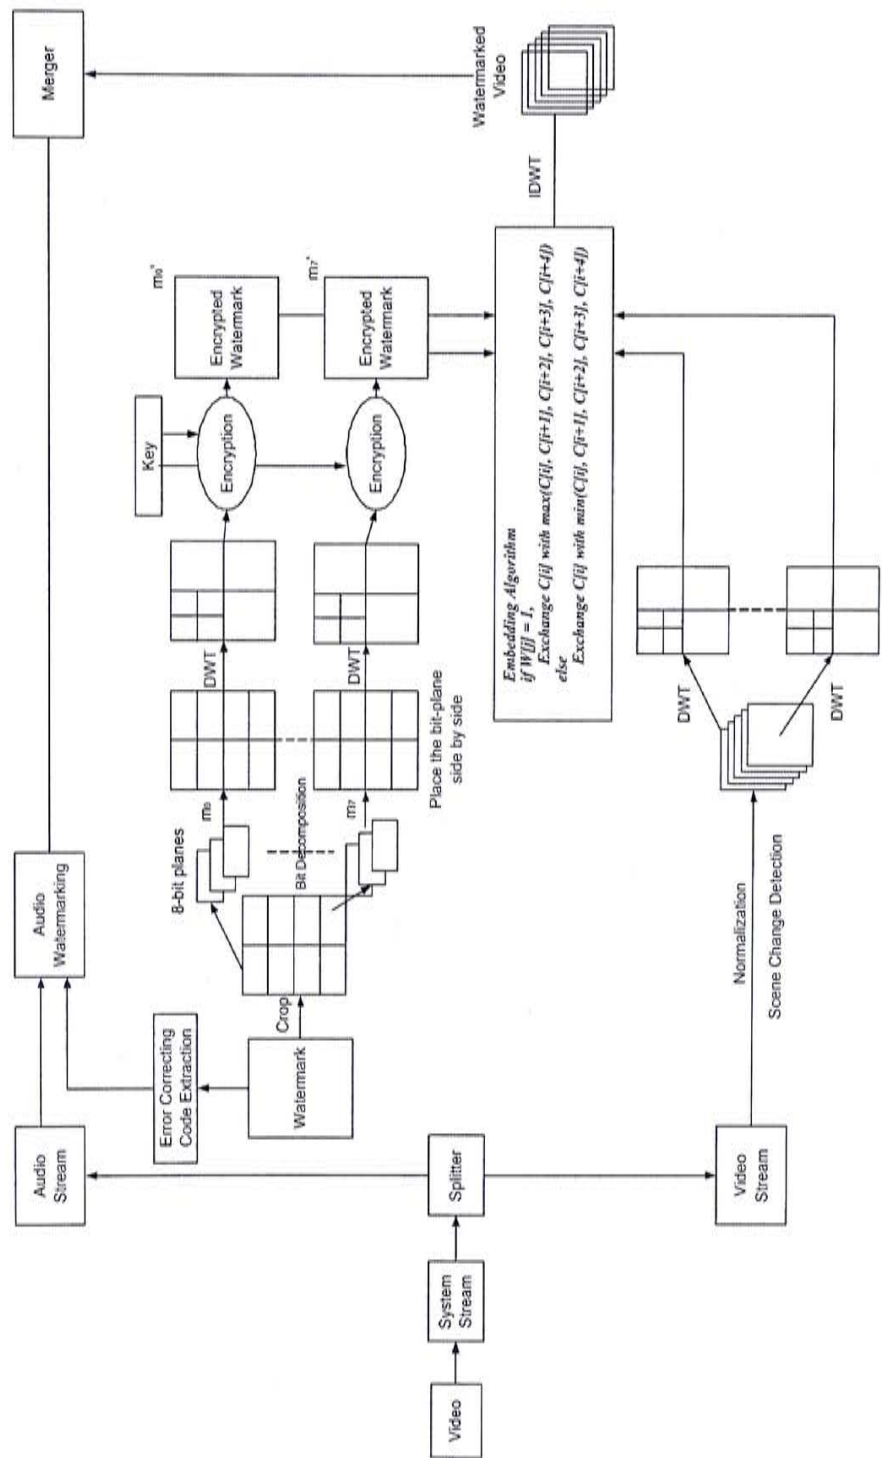 Video
System
Stream
Splitter
Audio
Stream
Video
Stream
Error Correcting
Code Extraction
Watermark
Audio
Watermarking
Crop
8-bit planes
Bit Decomposition
m₀
m₇
Place the bit-plane
side by side
DWT
DWT
Key
Encryption
Encryption
Encrypted
Watermark
m₀'
Encrypted
Watermark
m₇'
Normalization
Scene Change Detection
DWT
DWT
Embedding Algorithm
if W[j] = 1,
Exchange C[i] with max(C[i], C[i+1], C[i+2], C[i+3], C[i+4])
else
Exchange C[i] with min(C[i], C[i+1], C[i+2], C[i+3], C[i+4])
IDWT
Watermarked
Video
Merger